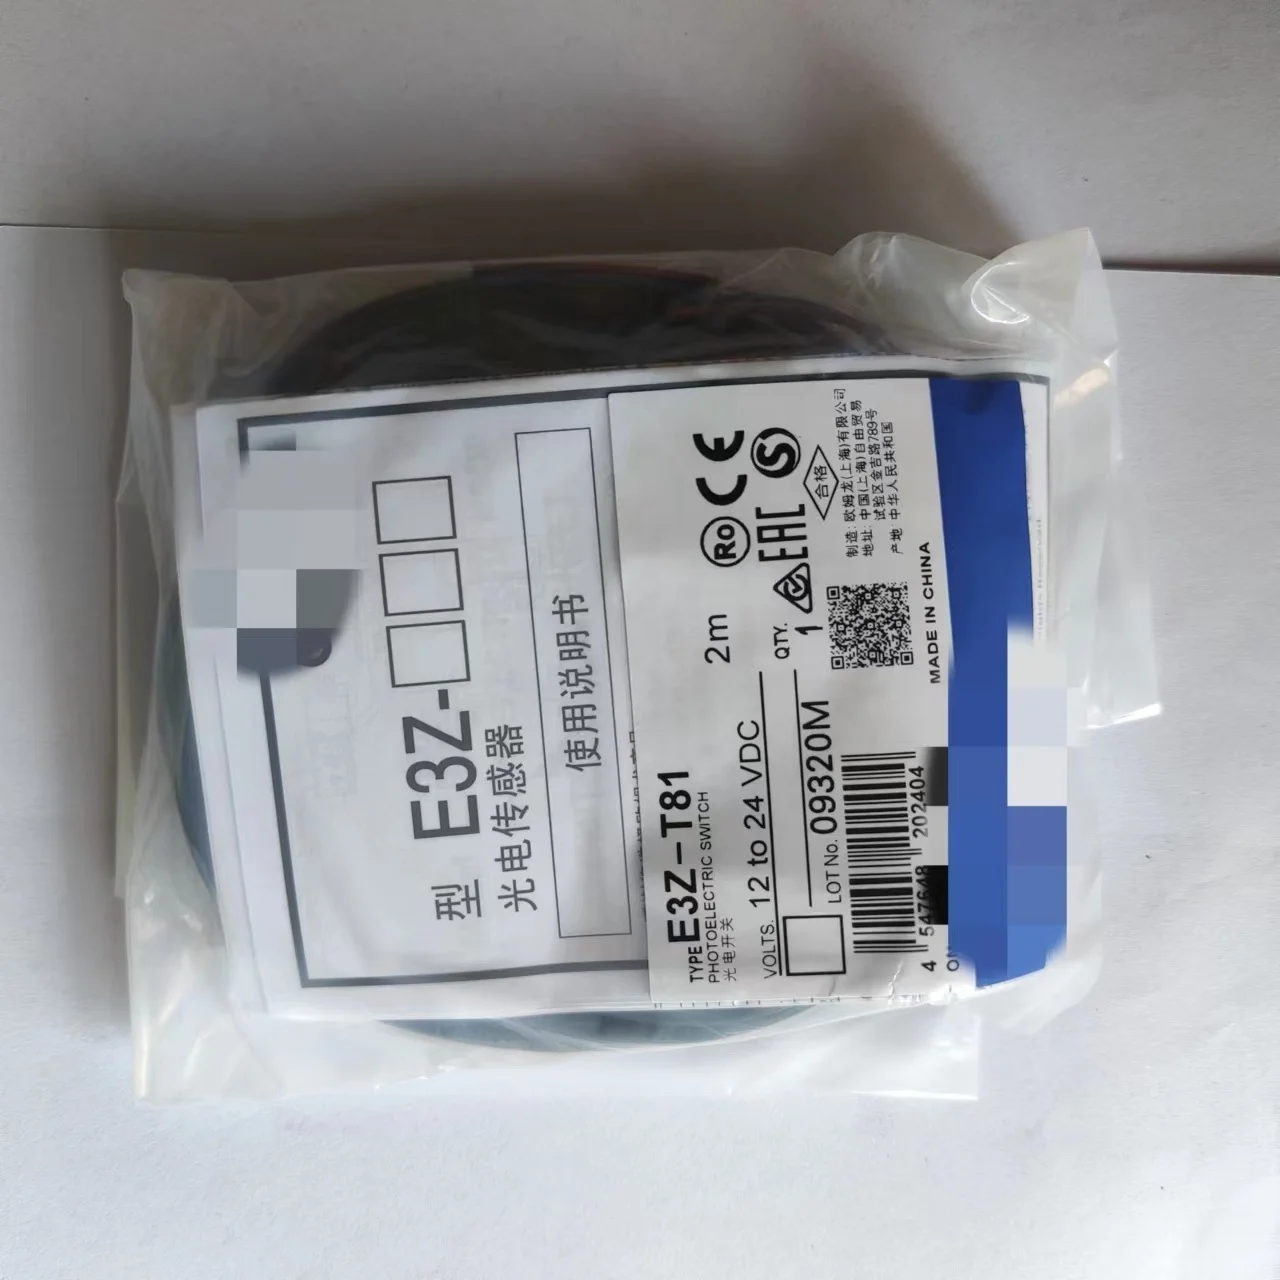 型 E3Z-□□□
光电传感器
使用说明书
TYPE E3Z-T81
PHOTOELECTRIC SWITCH
光电开关
VOLTS. 12 to 24 VDC 2m
QTY.
1
LOT No. 09320M
4 547648 202404
RO CE
EAC S
合格
制造: 欧姆龙(上海)有限公司
地址: 中国(上海)自由贸易
试验区金吉路789号
产地: 中华人民共和国
MADE IN CHINA